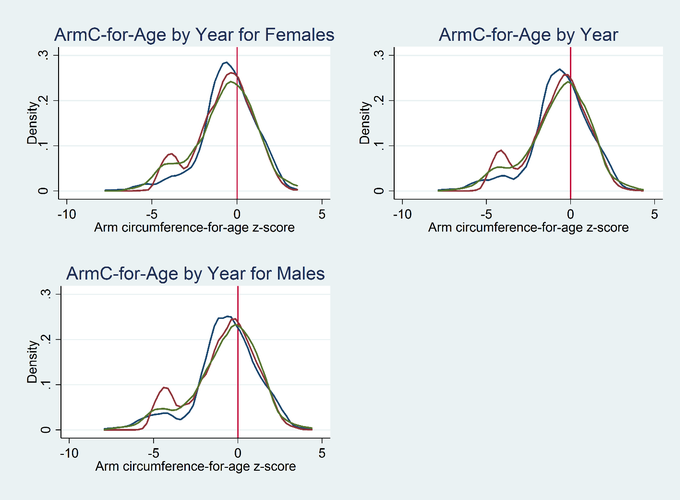 ArmC-for-Age by Year for Females
Density
.3
.2
.1
0
-10 -5 0 5
Arm circumference-for-age z-score
ArmC-for-Age by Year
Density
.3
.2
.1
0
-10 -5 0 5
Arm circumference-for-age z-score
ArmC-for-Age by Year for Males
Density
.3
.2
.1
0
-10 -5 0 5
Arm circumference-for-age z-score